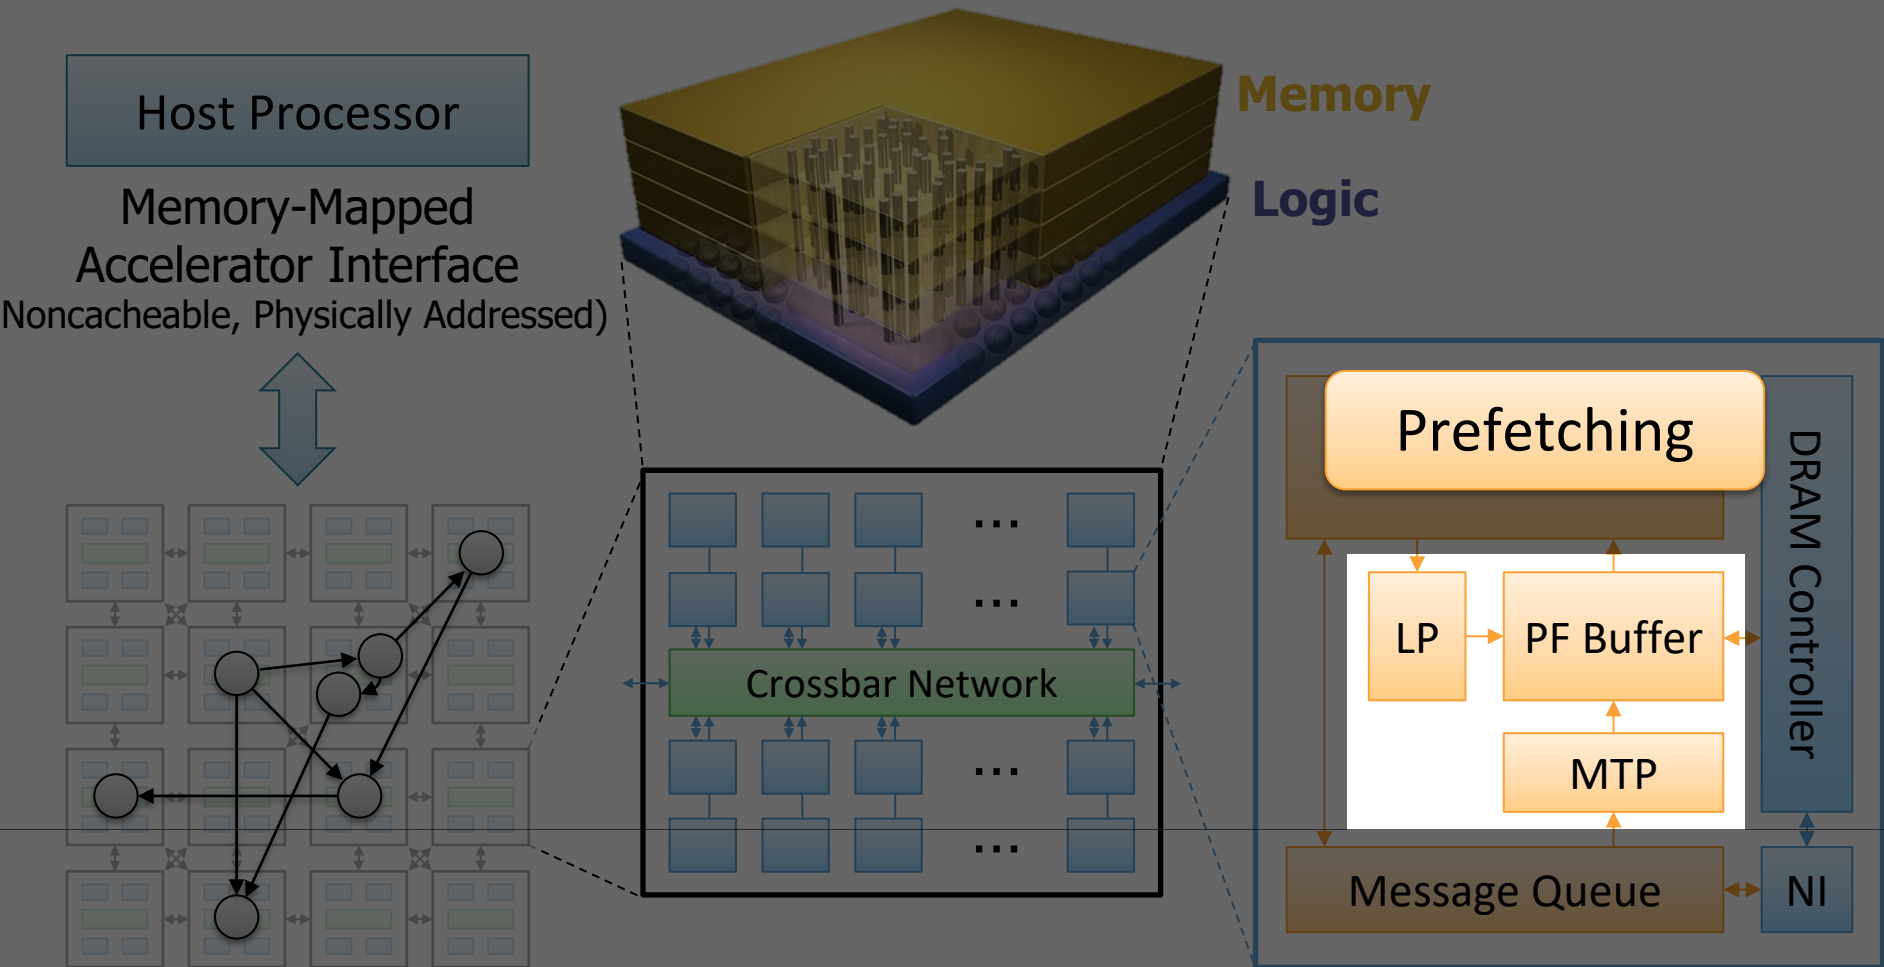 Host Processor
Memory-Mapped
Accelerator Interface
Noncacheable, Physically Addressed)
Memory
Logic
Prefetching
DRAM Controller
LP
PF Buffer
MTP
Message Queue
NI
...
...
Crossbar Network
...
...